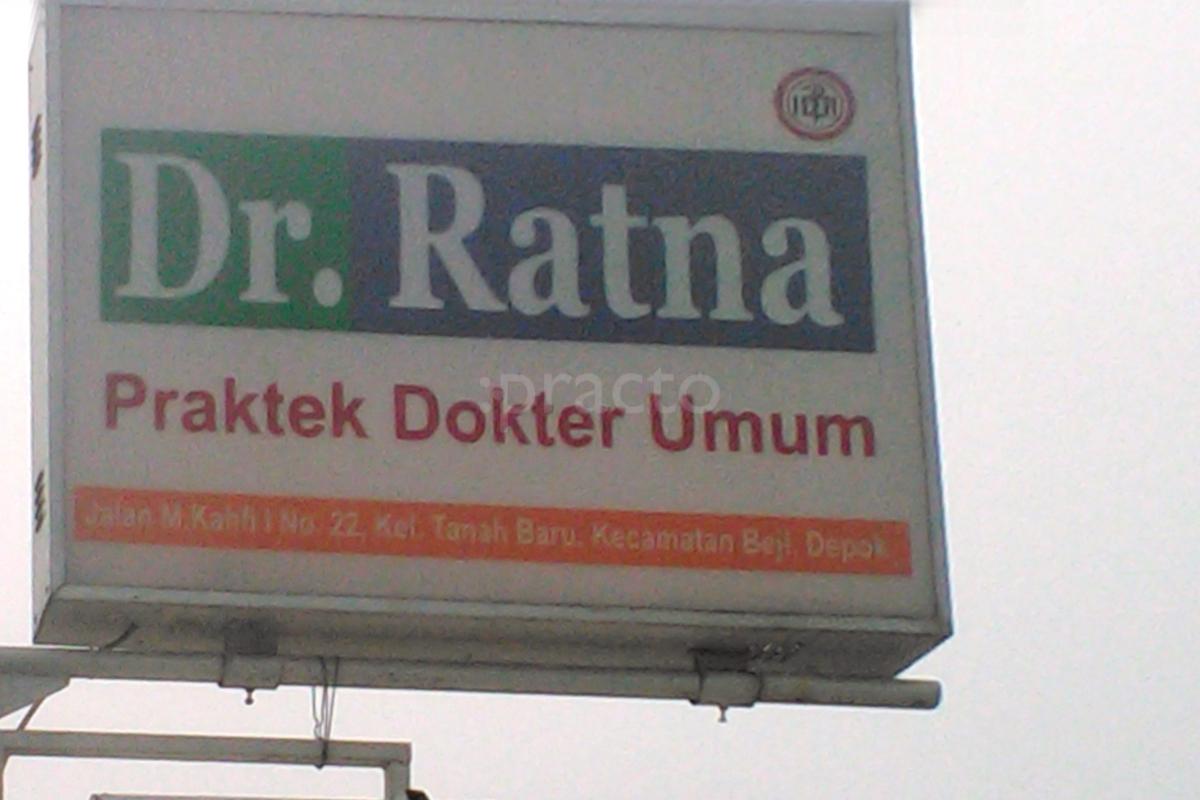 Dr. Ratna
Praktek Dokter Umum
Jalan M.Kahfi I No. 22, Kel. Tanah Baru. Kecamatan Beji. Depok
practo